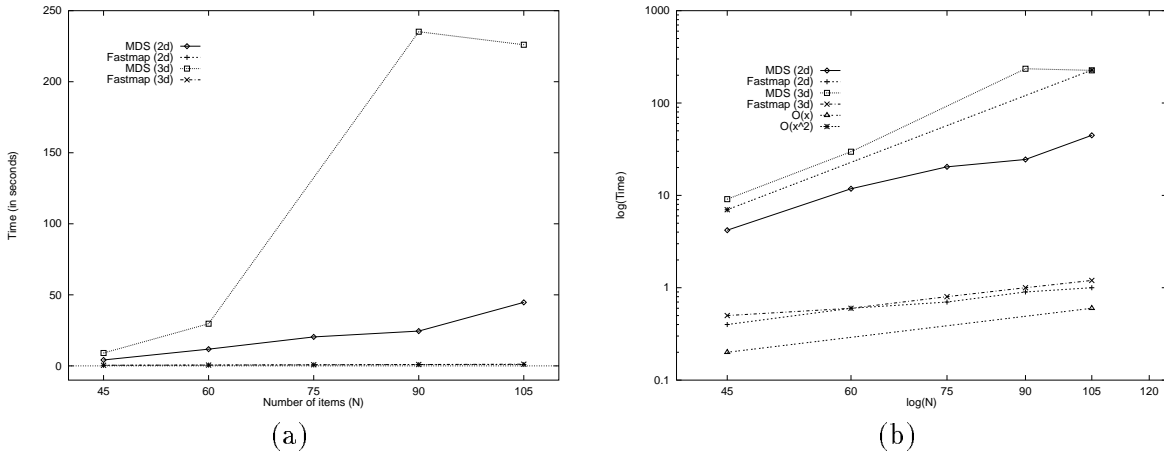 300
250
200
150
100
50
0
Time (in seconds)
MDS (2d)
Fastmap (2d)
MDS (3d)
Fastmap (3d)
45 60 75 90 105
Number of items (N)
(a)
1000
100
10
1
0.1
log(Time)
MDS (2d)
Fastmap (2d)
MDS (3d)
Fastmap (3d)
O(x)
O(x^2)
45 60 75 90 105 120
log(N)
(b)